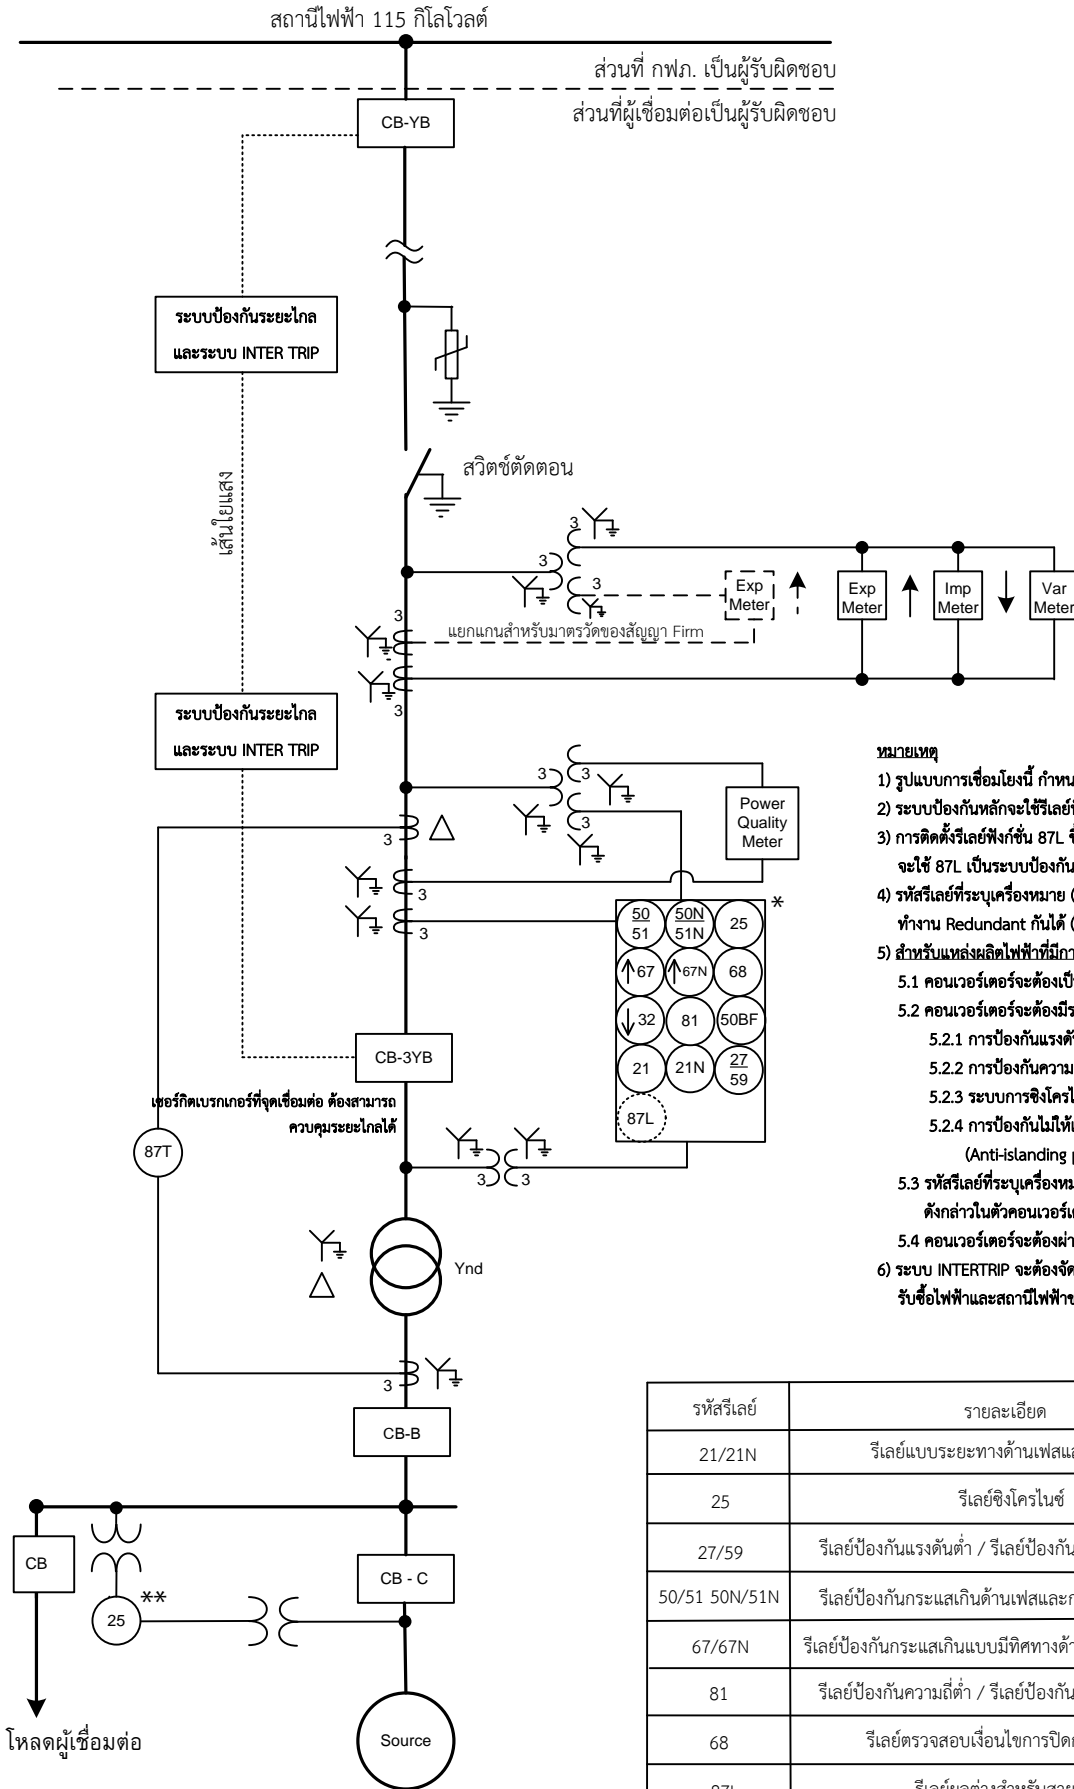 สถานีไฟฟ้า 115 กิโลโวลต์
ส่วนที่ กฟภ. เป็นผู้รับผิดชอบ
ส่วนที่ผู้เชื่อมต่อเป็นผู้รับผิดชอบ
CB-YB
ระบบป้องกันระยะไกล
และระบบ INTER TRIP
เส้นใยแสง
สวิตช์ตัดตอน
3
3
3
Exp
Meter
Exp
Meter
Imp
Meter
Var
Meter
3
แยกแกนสำหรับมาตรวัดของสัญญา Firm
3
ระบบป้องกันระยะไกล
และระบบ INTER TRIP
3
3
3
Power
Quality
Meter
3
3
3
*
50
51
50N
51N
25
67
67N
68
32
81
50BF
21
21N
27
59
87L
CB-3YB
เซอร์กิตเบรกเกอร์ที่จุดเชื่อมต่อ ต้องสามารถ
ควบคุมระยะไกลได้
87T
3
3
Ynd
3
CB-B
CB
CB - C
25
**
Source
โหลดผู้เชื่อมต่อ
หมายเหตุ
1) รูปแบบการเชื่อมโยงนี้ กำหน
2) ระบบป้องกันหลักจะใช้รีเลย์
3) การติดตั้งรีเลย์ฟังก์ชั่น 87L
จะใช้ 87L เป็นระบบป้องกัน
4) รหัสรีเลย์ที่ระบุเครื่องหมาย (
ทำงาน Redundant กันได้ (
5) สำหรับแหล่งผลิตไฟฟ้าที่มีกา
5.1 คอนเวอร์เตอร์จะต้องเป็
5.2 คอนเวอร์เตอร์จะต้องมีร
5.2.1 การป้องกันแรงดั
5.2.2 การป้องกันความ
5.2.3 ระบบการซิงโครไ
5.2.4 การป้องกันไม่ให้
(Anti-islanding
5.3 รหัสรีเลย์ที่ระบุเครื่องหม
ดังกล่าวในตัวคอนเวอร์เ
5.4 คอนเวอร์เตอร์จะต้องผ่า
6) ระบบ INTERTRIP จะต้องจัด
รับซื้อไฟฟ้าและสถานีไฟฟ้าข
รหัสรีเลย์ รายละเอียด
21/21N รีเลย์แบบระยะทางด้านเฟสแ
25 รีเลย์ซิงโครไนซ์
27/59 รีเลย์ป้องกันแรงดันต่ำ / รีเลย์ป้องกัน
50/51 50N/51N รีเลย์ป้องกันกระแสเกินด้านเฟสและก
67/67N รีเลย์ป้องกันกระแสเกินแบบมีทิศทางด้า
81 รีเลย์ป้องกันความถี่ต่ำ / รีเลย์ป้องกัน
68 รีเลย์ตรวจสอบเงื่อนไขการปิด
87L รีเลย์ผลต่างสำหรับสาย